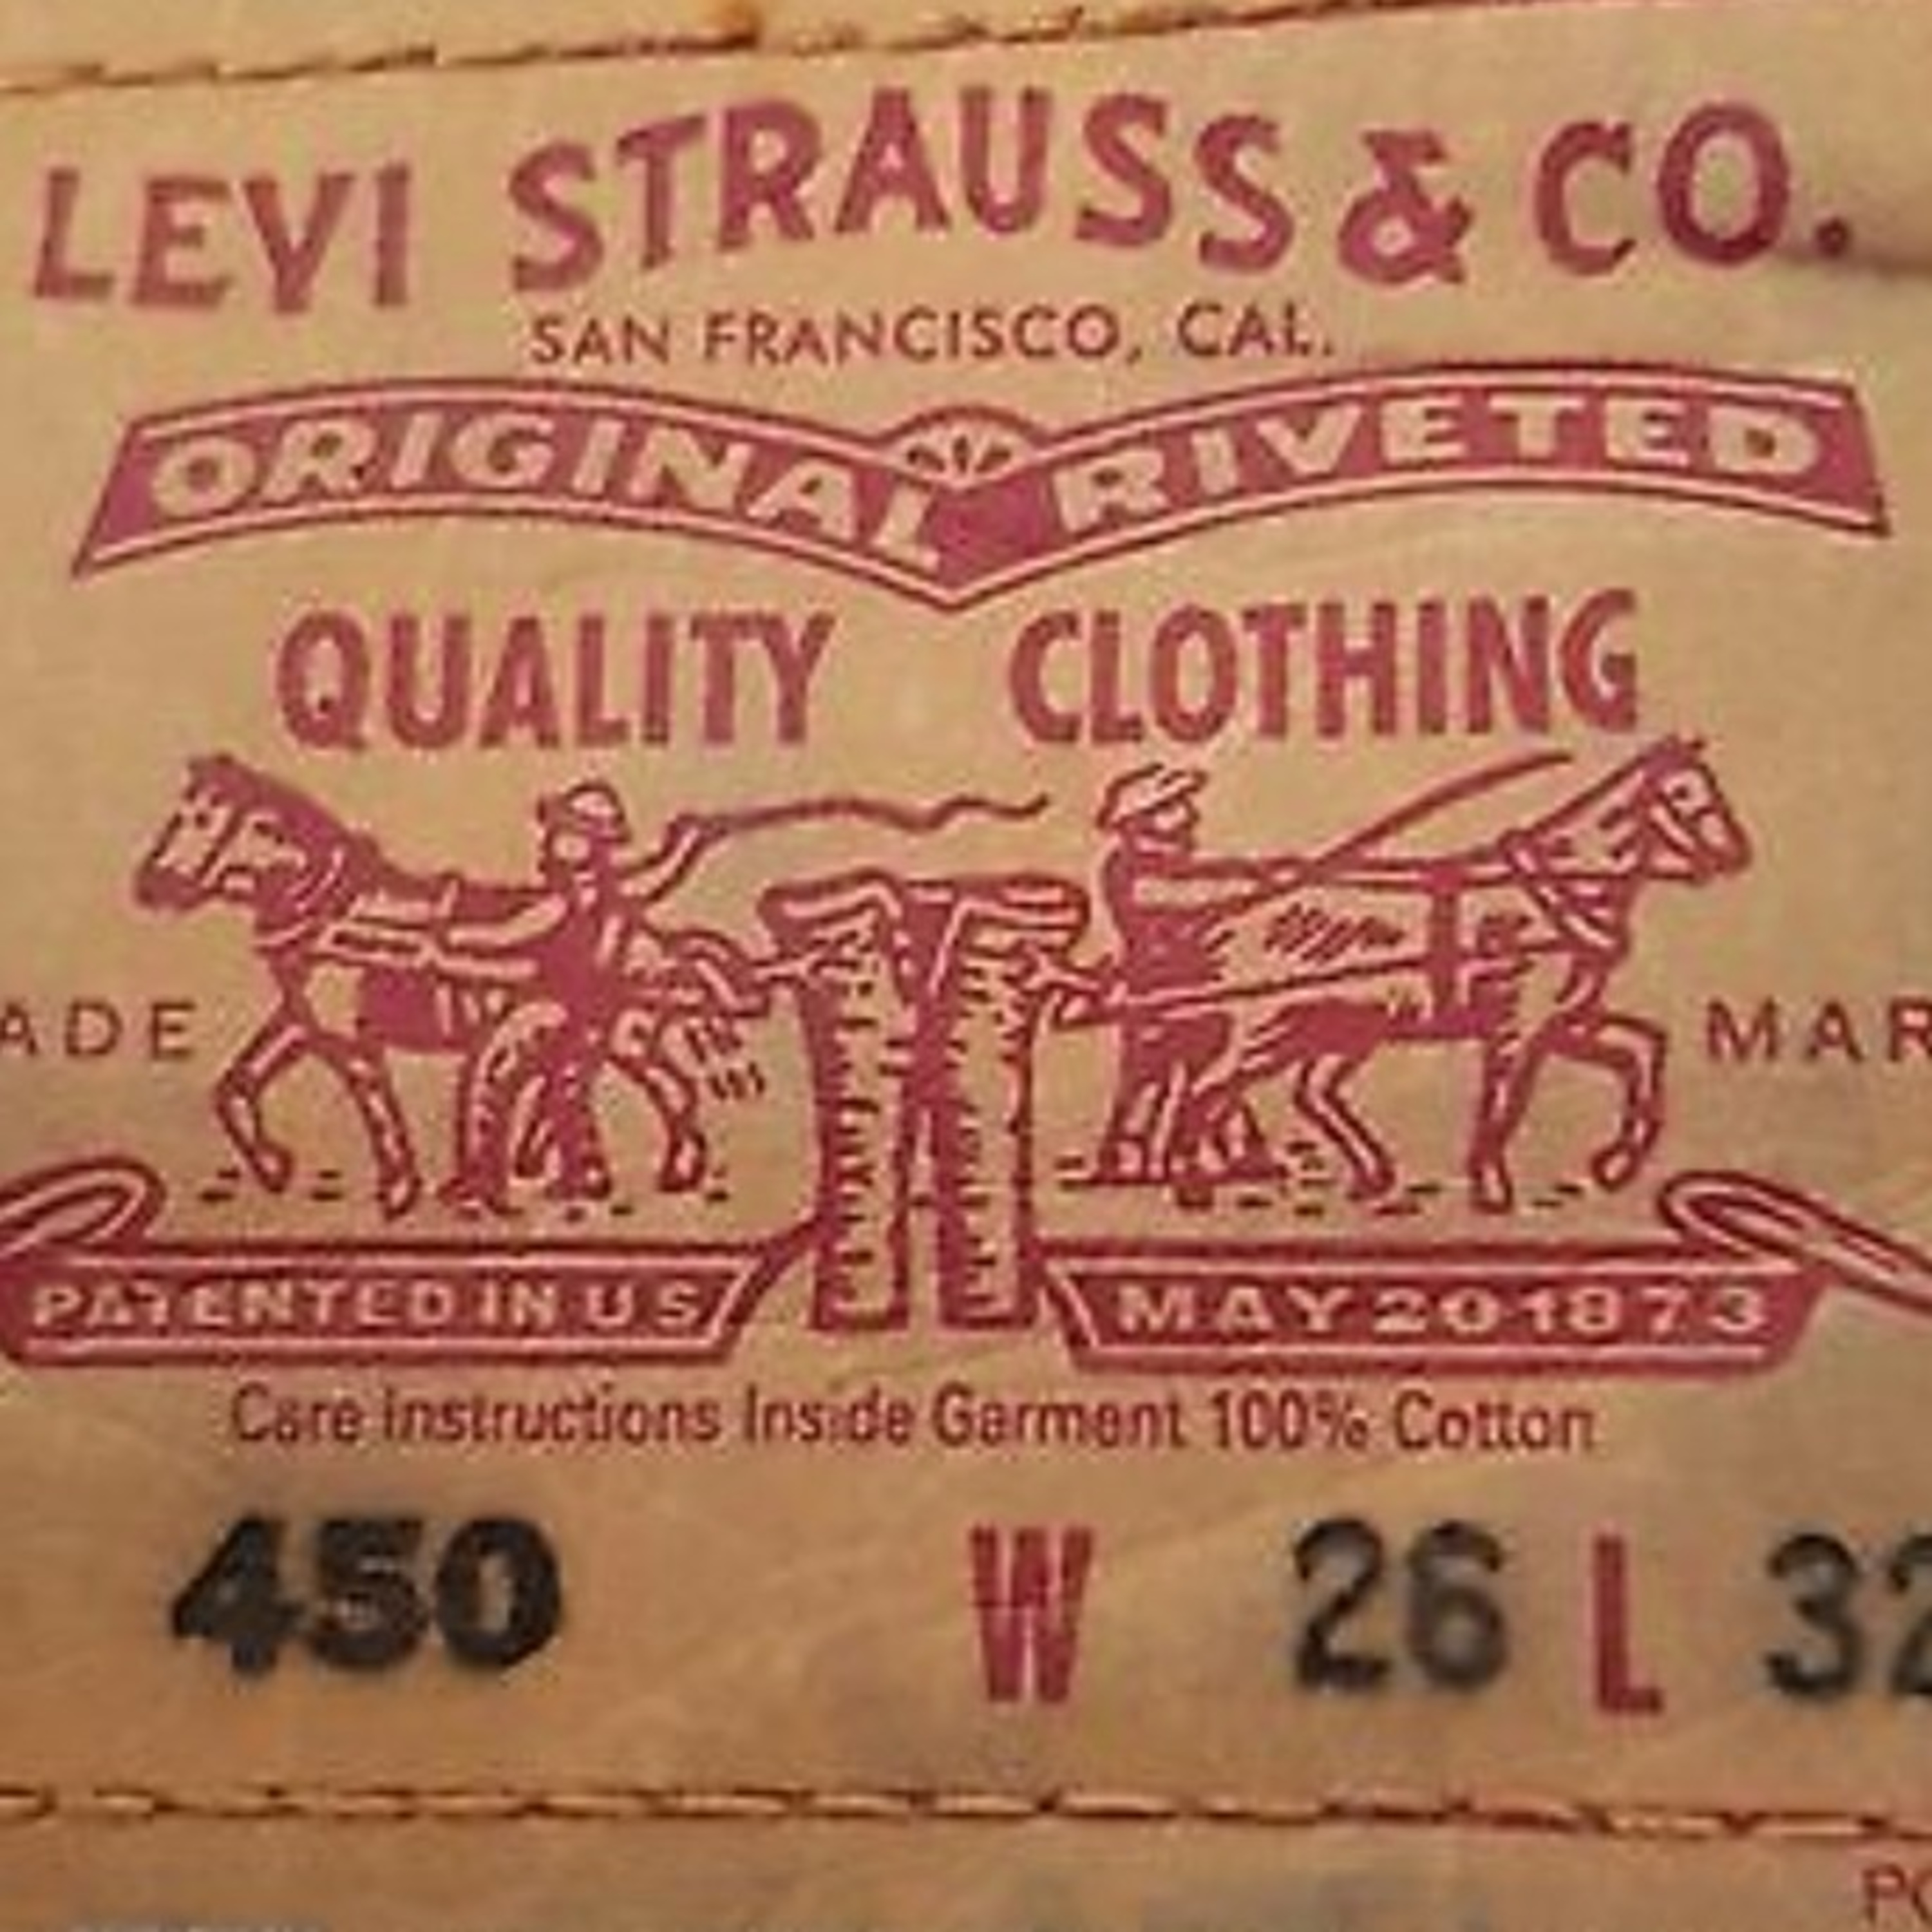 LEVI STRAUSS & CO.
SAN FRANCISCO, CAL.
ORIGINAL RIVETED
QUALITY CLOTHING
ADE MAR
PATENTED IN U S MAY 20 1873
Care Instructions Inside Garment 100% Cotton
450 W 26 L 32
PO